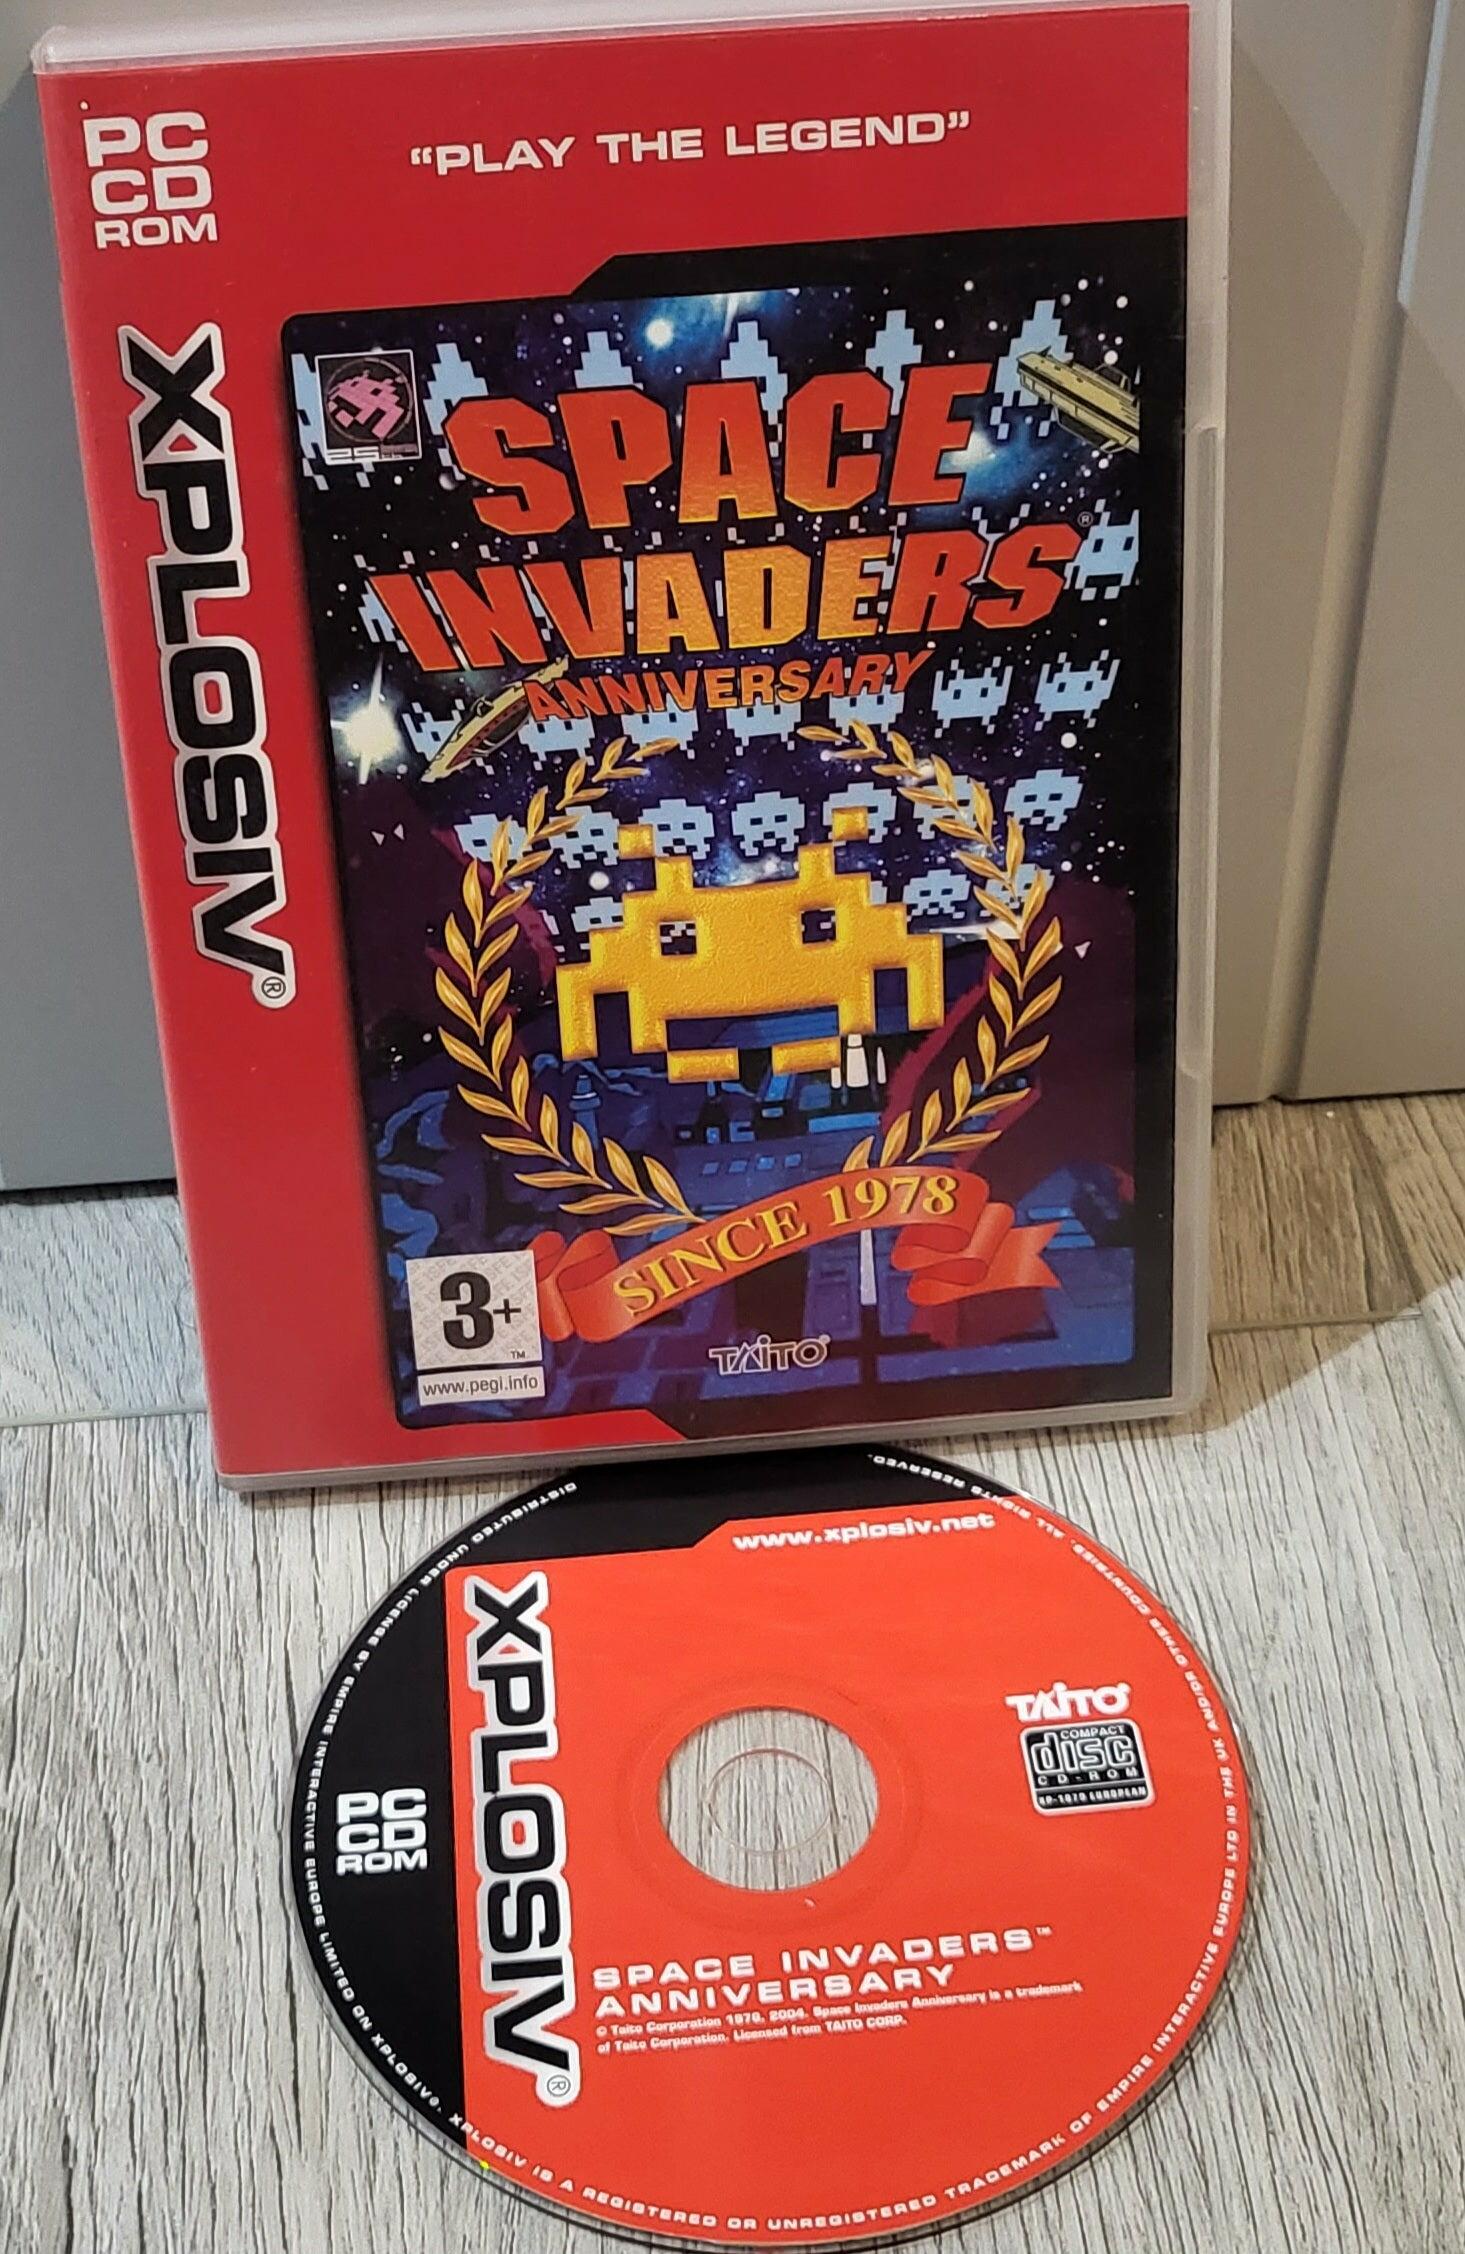 PC
CD
ROM
"PLAY THE LEGEND"
XPLOSIV®
SPACE
INVADERS®
ANNIVERSARY
SINCE 1978
3+
TM
www.pegi.info
TAITO®
www.xplosiv.net
XPLOSIV®
PC
CD
ROM
TAITO®
COMPACT
disc
CD-ROM
SPACE INVADERS™
ANNIVERSARY
© Taito Corporation 1978, 2004. Space Invaders Anniversary is a trademark
of Taito Corporation. Licensed from TAITO CORP.
DISTRIBUTED UNDER LICENSE BY EMPIRE INTERACTIVE EUROPE LIMITED ON XPLOSIV®. XPLOSIV IS A REGISTERED OR UNREGISTERED TRADEMARK OF EMPIRE INTERACTIVE EUROPE LTD IN THE UK AND/OR OTHER COUNTRIES. ALL RIGHTS RESERVED.